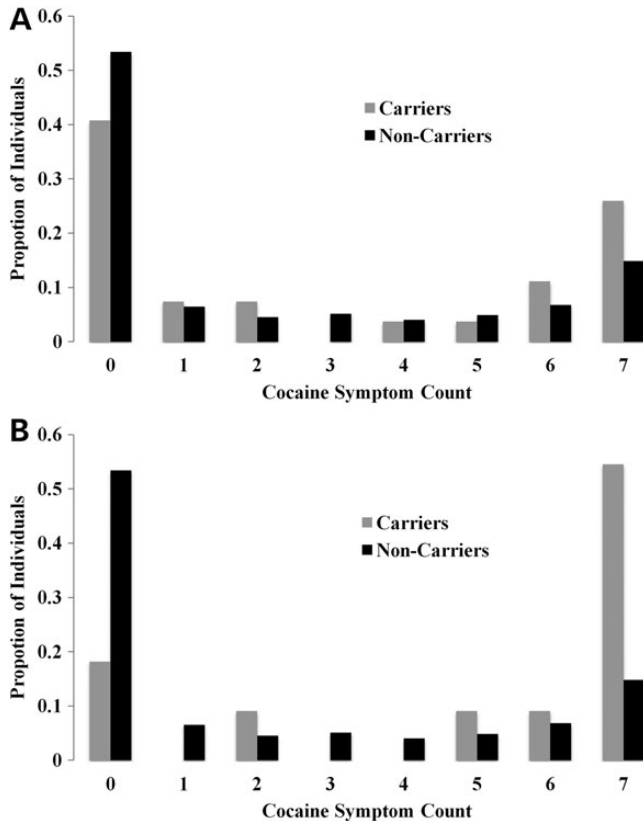 A
0.6
0.5
0.4
0.3
0.2
0.1
0
Propotion of Individuals
Carriers
Non-Carriers
0 1 2 3 4 5 6 7
Cocaine Symptom Count
B
0.6
0.5
0.4
0.3
0.2
0.1
0
Propotion of Individuals
Carriers
Non-Carriers
0 1 2 3 4 5 6 7
Cocaine Symptom Count